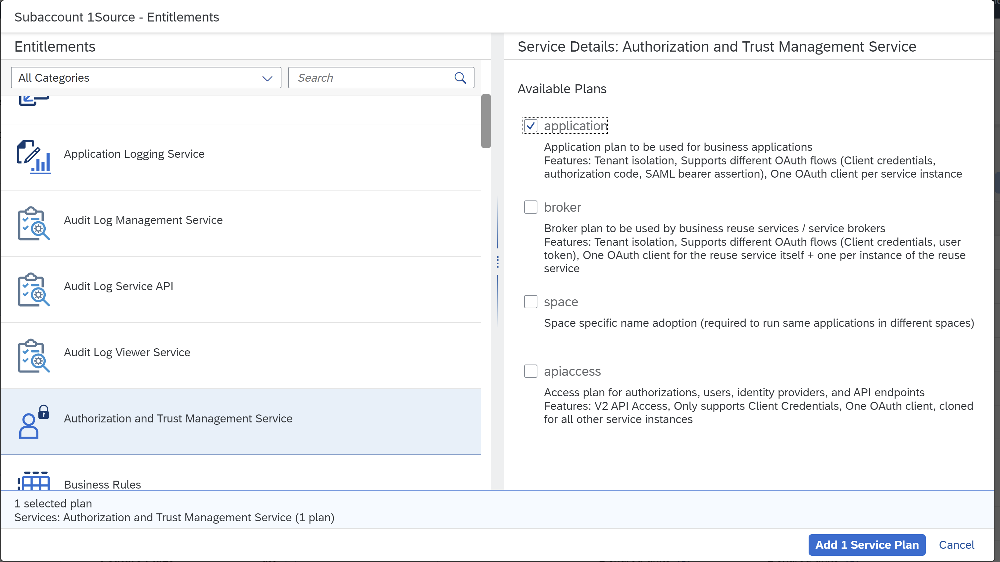 Subaccount 1Source - Entitlements
Entitlements
All Categories
Search
Application Logging Service
Audit Log Management Service
Audit Log Service API
Audit Log Viewer Service
Authorization and Trust Management Service
Business Rules
Service Details: Authorization and Trust Management Service
Available Plans
application
Application plan to be used for business applications
Features: Tenant isolation, Supports different OAuth flows (Client credentials,
authorization code, SAML bearer assertion), One OAuth client per service instance
broker
Broker plan to be used by business reuse services / service brokers
Features: Tenant isolation, Supports different OAuth flows (Client credentials, user
token), One OAuth client for the reuse service itself + one per instance of the reuse
service
space
Space specific name adoption (required to run same applications in different spaces)
apiaccess
Access plan for authorizations, users, identity providers, and API endpoints
Features: V2 API Access, Only supports Client Credentials, One OAuth client, cloned
for all other service instances
1 selected plan
Services: Authorization and Trust Management Service (1 plan)
Add 1 Service Plan
Cancel